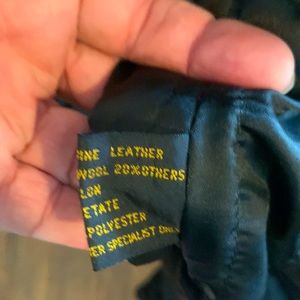 INE LEATHER
WOOL 20%OTHERS
LON
ETATE
POLYESTER
ER SPECIALIST ONL